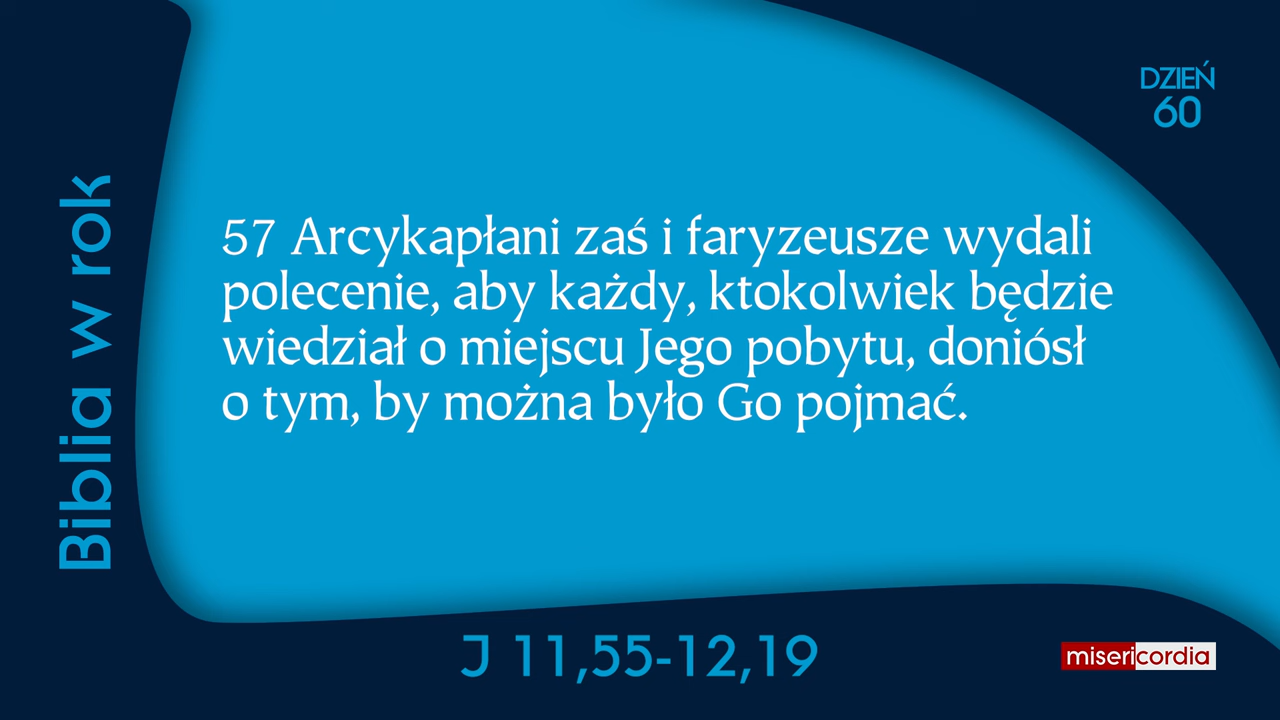 DZIEŃ
60
Biblia w rok
57 Arcykapłani zaś i faryzeusze wydali
polecenie, aby każdy, ktokolwiek będzie
wiedział o miejscu Jego pobytu, doniósł
o tym, by można było Go pojmać.
J 11,55-12,19
misericordia